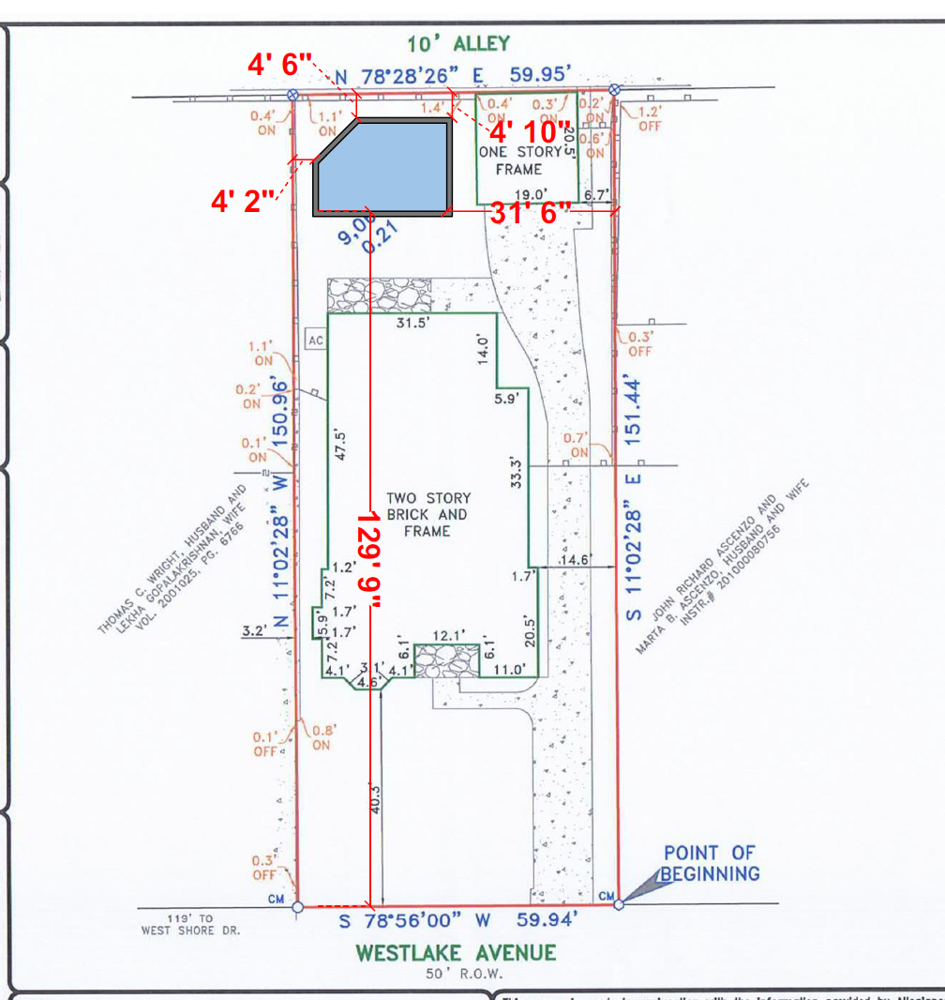 10' ALLEY
4' 6"
N 78°28'26" E 59.95'
0.4'
ON
1.1'
ON
1.4'
0.4'
ON
0.3'
ON
0.2'
ON
1.2'
OFF
4' 10"
0.6'
ON
20.5'
ONE STORY
FRAME
19.0'
6.7'
4' 2"
31' 6"
0.21
31.5'
AC
14.0'
5.9'
0.3'
OFF
1.1'
ON
0.2'
ON
0.1'
ON
N 11°02'28" W 150.96'
S 11°02'28" E 151.44'
47.5'
33.3'
0.7'
ON
TWO STORY
BRICK AND
FRAME
129' 9"
THOMAS C. WRIGHT, HUSBAND AND
LEKHA GOPALAKRISHNAN, WIFE
VOL. 2001025, PG. 6766
JOHN RICHARD ASCENZO AND
MARTA B. ASCENZO, HUSBAND AND WIFE
INSTR.# 201000080756
14.6'
1.2'
7.2'
1.7'
5.9'
1.7'
7.2'
1.7'
20.5'
3.2'
12.1'
6.1'
6.1'
4.1'
3.1'
4.6'
4.1'
11.0'
0.1'
OFF
0.8'
ON
40.3'
0.3'
OFF
POINT OF
BEGINNING
CM
CM
119' TO
WEST SHORE DR.
S 78°56'00" W 59.94'
WESTLAKE AVENUE
50' R.O.W.